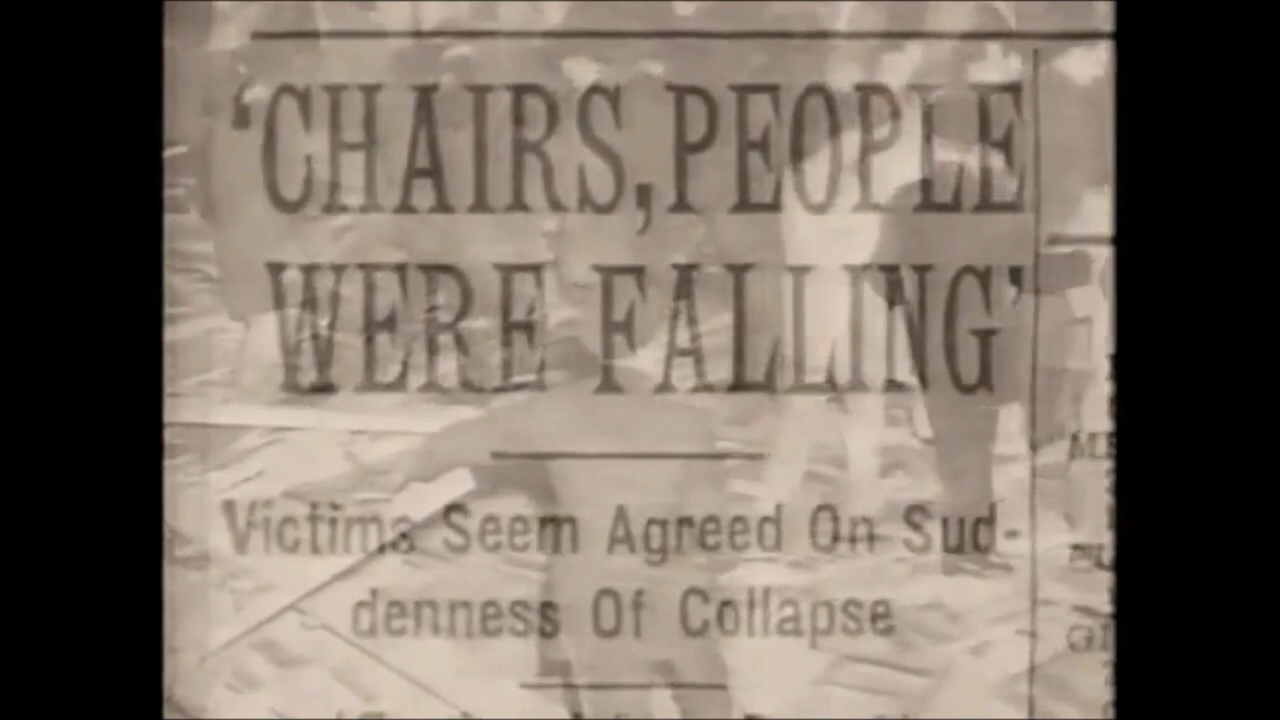 ‘CHAIRS, PEOPLE
WERE FALLING’
Victims Seem Agreed On Sud-
denness Of Collapse